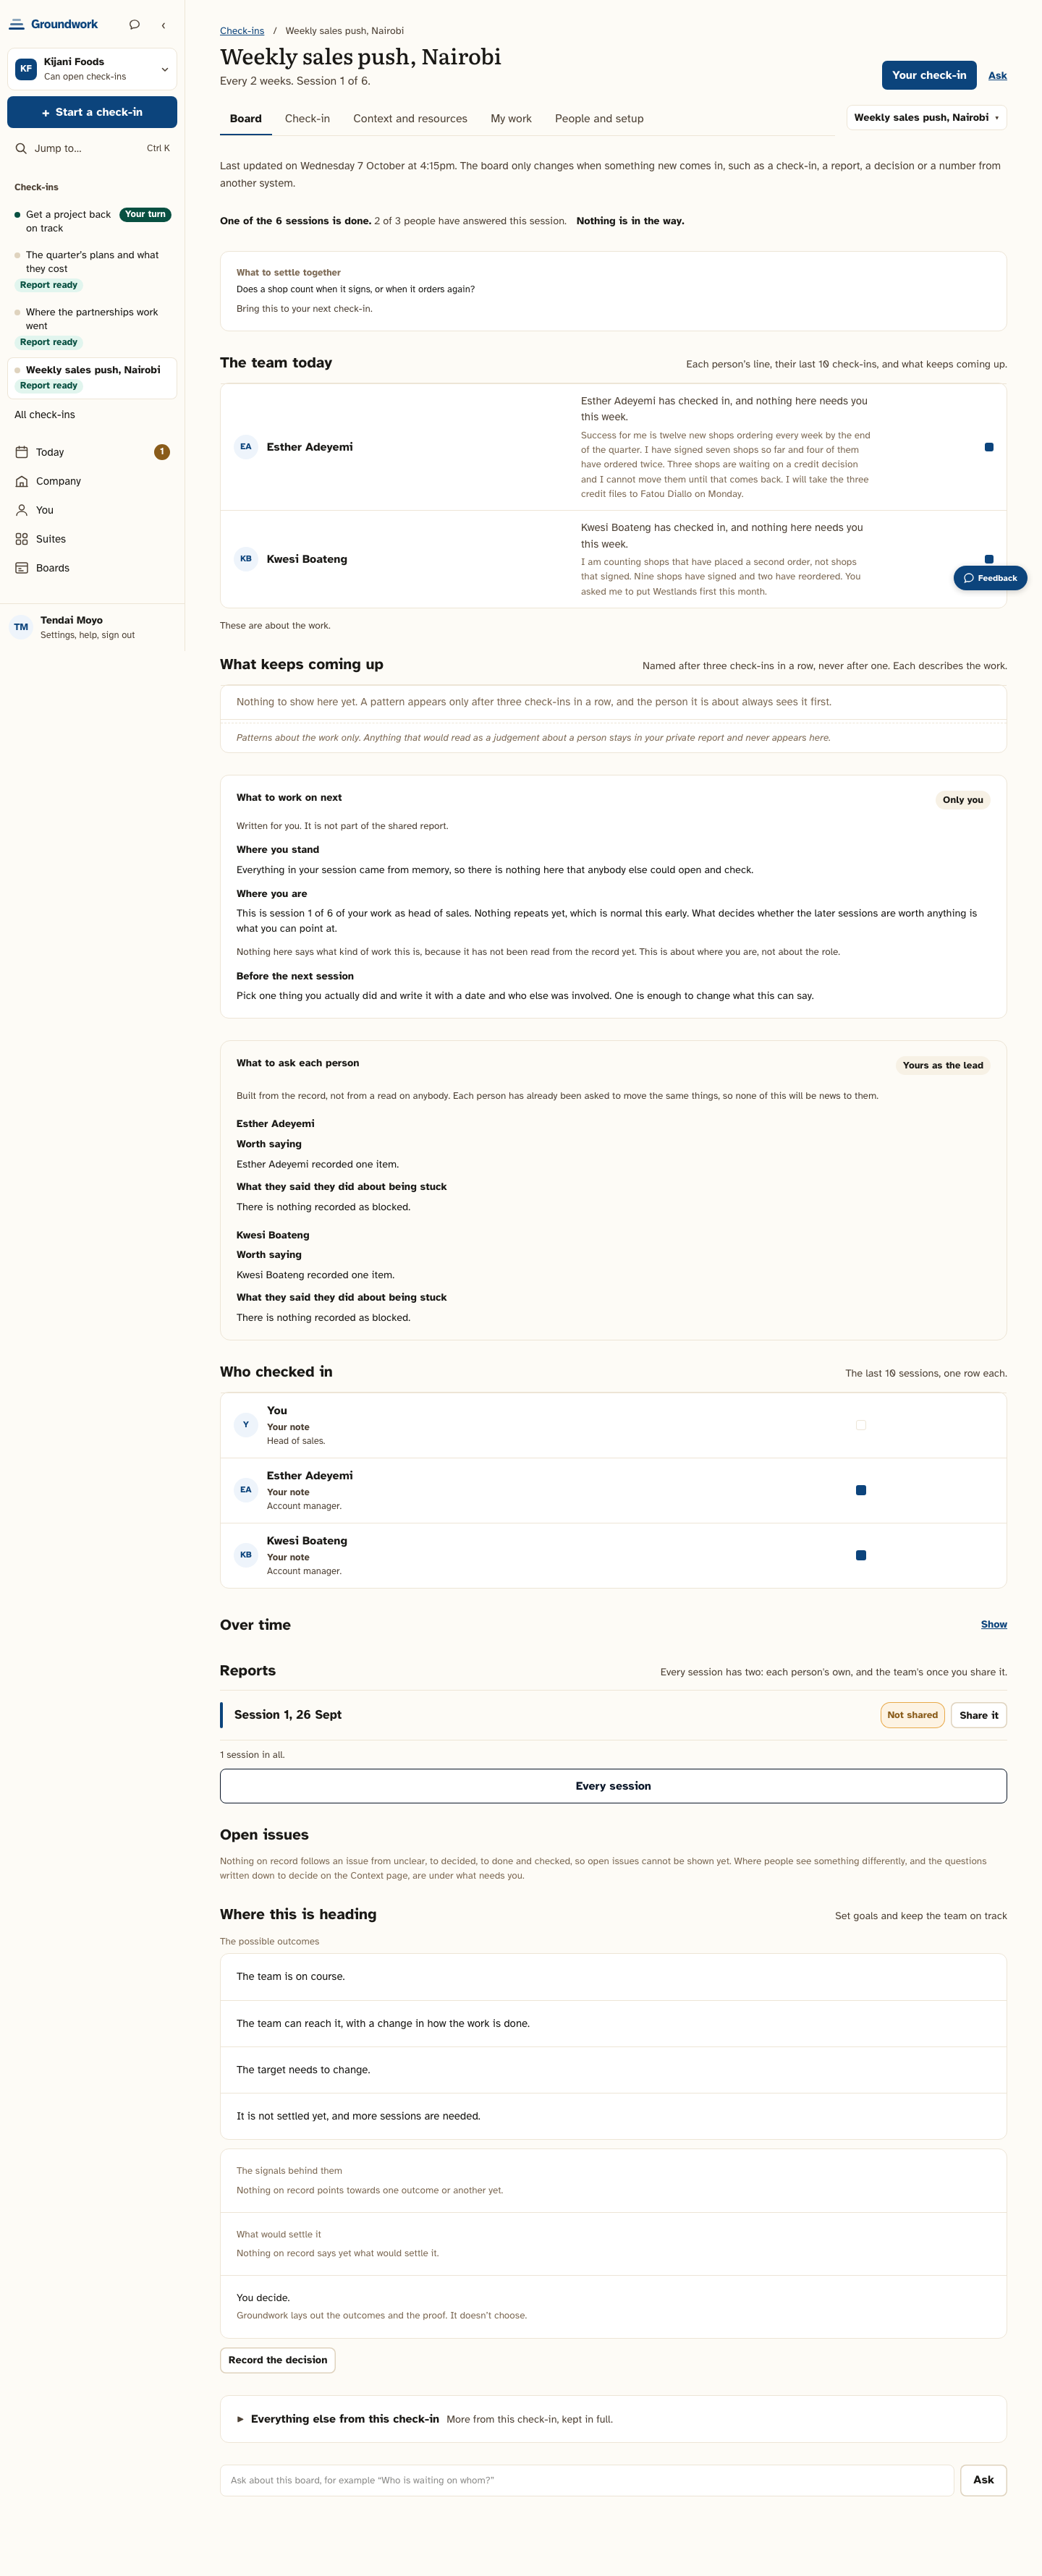 Groundwork
KF
Kijani Foods
Can open check-ins
+ Start a check-in
Jump to...
Ctrl K
Check-ins
Get a project back
on track
Your turn
The quarter's plans and what
they cost
Report ready
Where the partnerships work
went
Report ready
Weekly sales push, Nairobi
Report ready
All check-ins
Today
1
Company
You
Suites
Boards
TM
Tendai Moyo
Settings, help, sign out
Check-ins / Weekly sales push, Nairobi
Weekly sales push, Nairobi
Every 2 weeks. Session 1 of 6.
Your check-in
Ask
Board
Check-in
Context and resources
My work
People and setup
Weekly sales push, Nairobi
Last updated on Wednesday 7 October at 4:15pm. The board only changes when something new comes in, such as a check-in, a report, a decision or a number from
another system.
One of the 6 sessions is done. 2 of 3 people have answered this session. Nothing is in the way.
What to settle together
Does a shop count when it signs, or when it orders again?
Bring this to your next check-in.
The team today
Each person's line, their last 10 check-ins, and what keeps coming up.
EA
Esther Adeyemi
Esther Adeyemi has checked in, and nothing here needs you
this week.
Success for me is twelve new shops ordering every week by the end
of the quarter. I have signed seven shops so far and four of them
have ordered twice. Three shops are waiting on a credit decision
and I cannot move them until that comes back. I will take the three
credit files to Fatou Diallo on Monday.
KB
Kwesi Boateng
Kwesi Boateng has checked in, and nothing here needs you
this week.
I am counting shops that have placed a second order, not shops
that signed. Nine shops have signed and two have reordered. You
asked me to put Westlands first this month.
Feedback
These are about the work.
What keeps coming up
Named after three check-ins in a row, never after one. Each describes the work.
Nothing to show here yet. A pattern appears only after three check-ins in a row, and the person it is about always sees it first.
Patterns about the work only. Anything that would read as a judgement about a person stays in your private report and never appears here.
What to work on next
Only you
Written for you. It is not part of the shared report.
Where you stand
Everything in your session came from memory, so there is nothing here that anybody else could open and check.
Where you are
This is session 1 of 6 of your work as head of sales. Nothing repeats yet, which is normal this early. What decides whether the later sessions are worth anything is
what you can point at.
Nothing here says what kind of work this is, because it has not been read from the record yet. This is about where you are, not about the role.
Before the next session
Pick one thing you actually did and write it with a date and who else was involved. One is enough to change what this can say.
What to ask each person
Yours as the lead
Built from the record, not from a read on anybody. Each person has already been asked to move the same things, so none of this will be news to them.
Esther Adeyemi
Worth saying
Esther Adeyemi recorded one item.
What they said they did about being stuck
There is nothing recorded as blocked.
Kwesi Boateng
Worth saying
Kwesi Boateng recorded one item.
What they said they did about being stuck
There is nothing recorded as blocked.
Who checked in
The last 10 sessions, one row each.
Y
You
Your note
Head of sales.
EA
Esther Adeyemi
Your note
Account manager.
KB
Kwesi Boateng
Your note
Account manager.
Over time
Show
Reports
Every session has two: each person's own, and the team's once you share it.
Session 1, 26 Sept
Not shared
Share it
1 session in all.
Every session
Open issues
Nothing on record follows an issue from unclear, to decided, to done and checked, so open issues cannot be shown yet. Where people see something differently, and the questions
written down to decide on the Context page, are under what needs you.
Where this is heading
Set goals and keep the team on track
The possible outcomes
The team is on course.
The team can reach it, with a change in how the work is done.
The target needs to change.
It is not settled yet, and more sessions are needed.
The signals behind them
Nothing on record points towards one outcome or another yet.
What would settle it
Nothing on record says yet what would settle it.
You decide.
Groundwork lays out the outcomes and the proof. It doesn't choose.
Record the decision
Everything else from this check-in More from this check-in, kept in full.
Ask about this board, for example “Who is waiting on whom?”
Ask